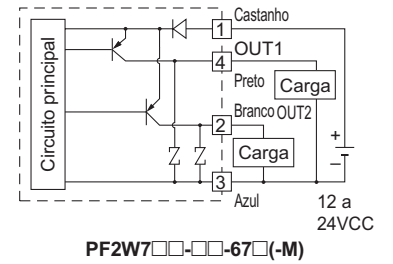 Castanho
1
OUT1
4
Preto
Carga
Branco OUT2
2
Carga
3
Azul
Circuito principal
+
–
12 a
24VCC
PF2W7□□-□□-67□(-M)